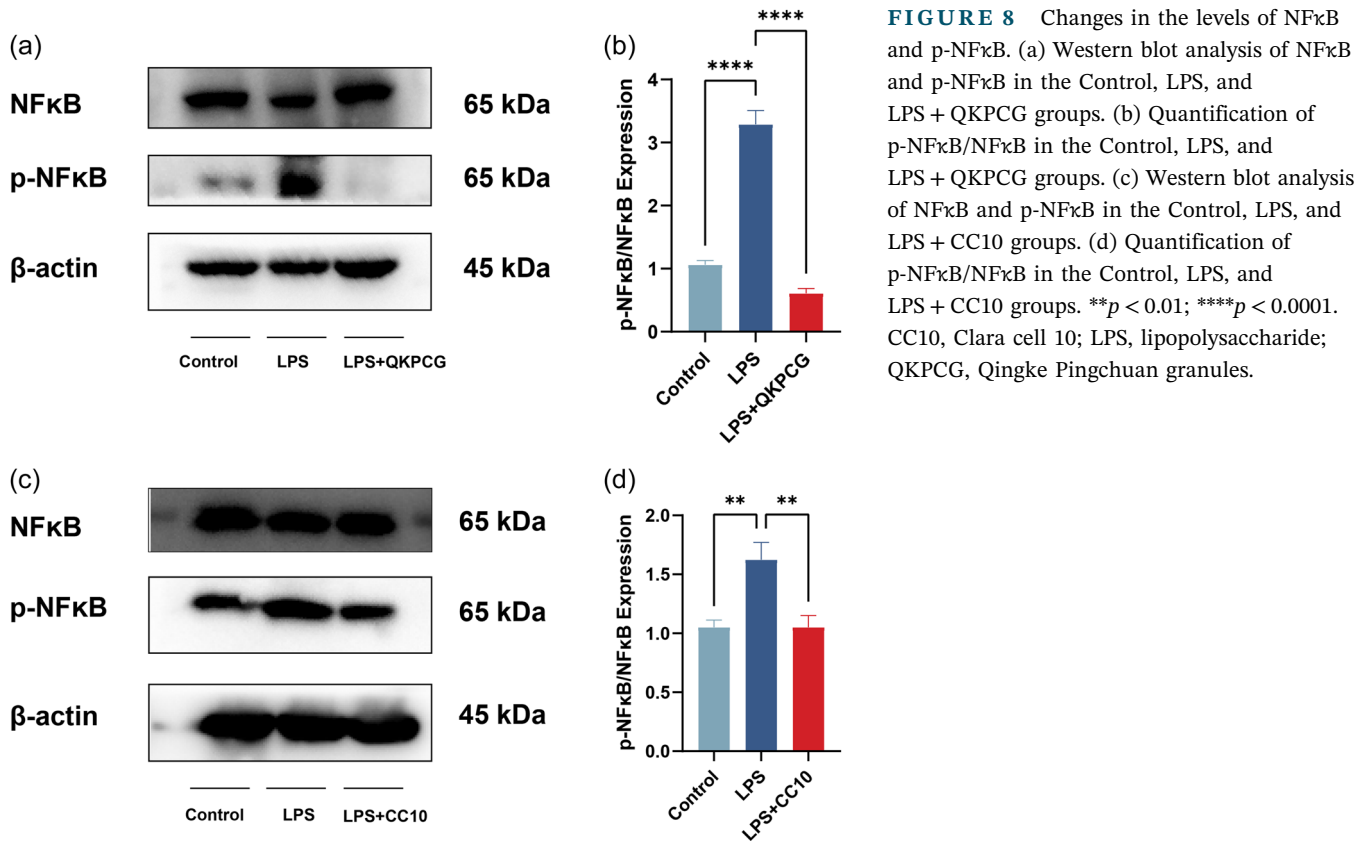 (a)
NFκB
65 kDa
p-NFκB
65 kDa
β-actin
45 kDa
Control LPS LPS+QKPCG
(b)
****
****
p-NFκB/NFκB Expression
4
3
2
1
0
Control
LPS
LPS+QKPCG
FIGURE 8 Changes in the levels of NFκB
and p-NFκB. (a) Western blot analysis of NFκB
and p-NFκB in the Control, LPS, and
LPS + QKPCG groups. (b) Quantification of
p-NFκB/NFκB in the Control, LPS, and
LPS + QKPCG groups. (c) Western blot analysis
of NFκB and p-NFκB in the Control, LPS, and
LPS + CC10 groups. (d) Quantification of
p-NFκB/NFκB in the Control, LPS, and
LPS + CC10 groups. **p < 0.01; ****p < 0.0001.
CC10, Clara cell 10; LPS, lipopolysaccharide;
QKPCG, Qingke Pingchuan granules.
(c)
NFκB
65 kDa
p-NFκB
65 kDa
β-actin
45 kDa
Control LPS LPS+CC10
(d)
** **
p-NFκB/NFκB Expression
2.0
1.5
1.0
0.5
0.0
Control
LPS
LPS+CC10